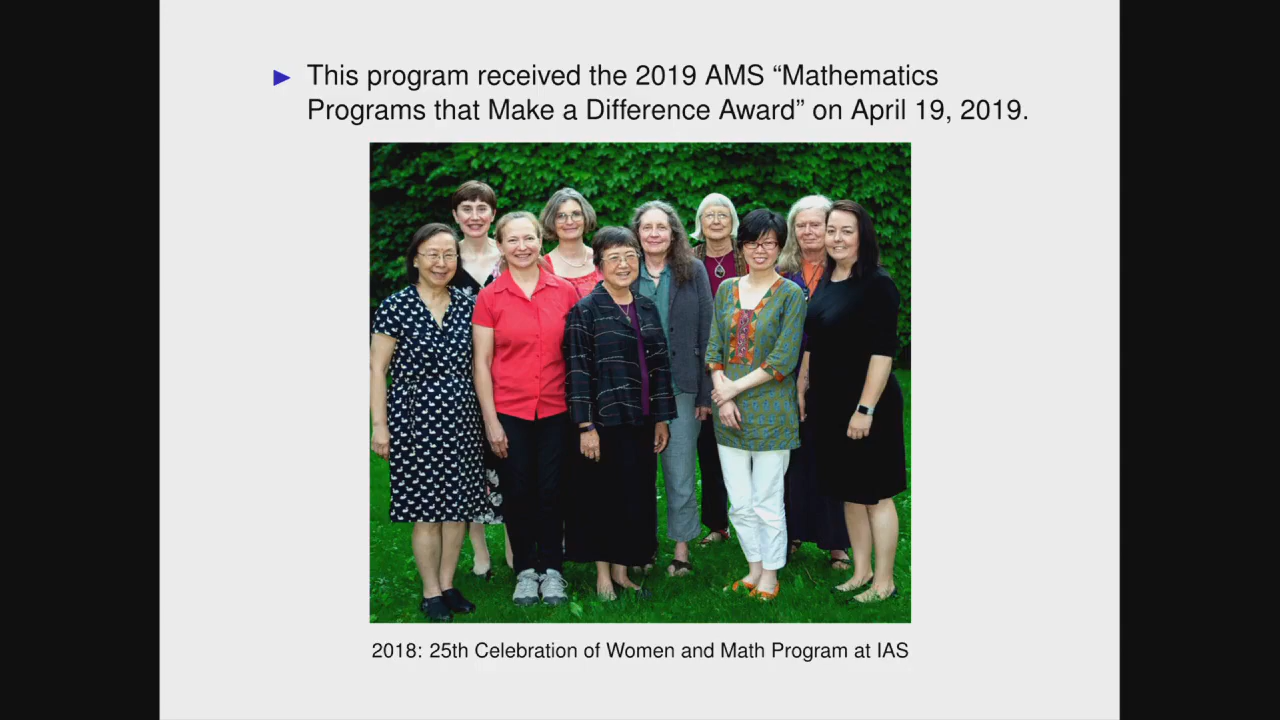 This program received the 2019 AMS “Mathematics
Programs that Make a Difference Award” on April 19, 2019.
2018: 25th Celebration of Women and Math Program at IAS